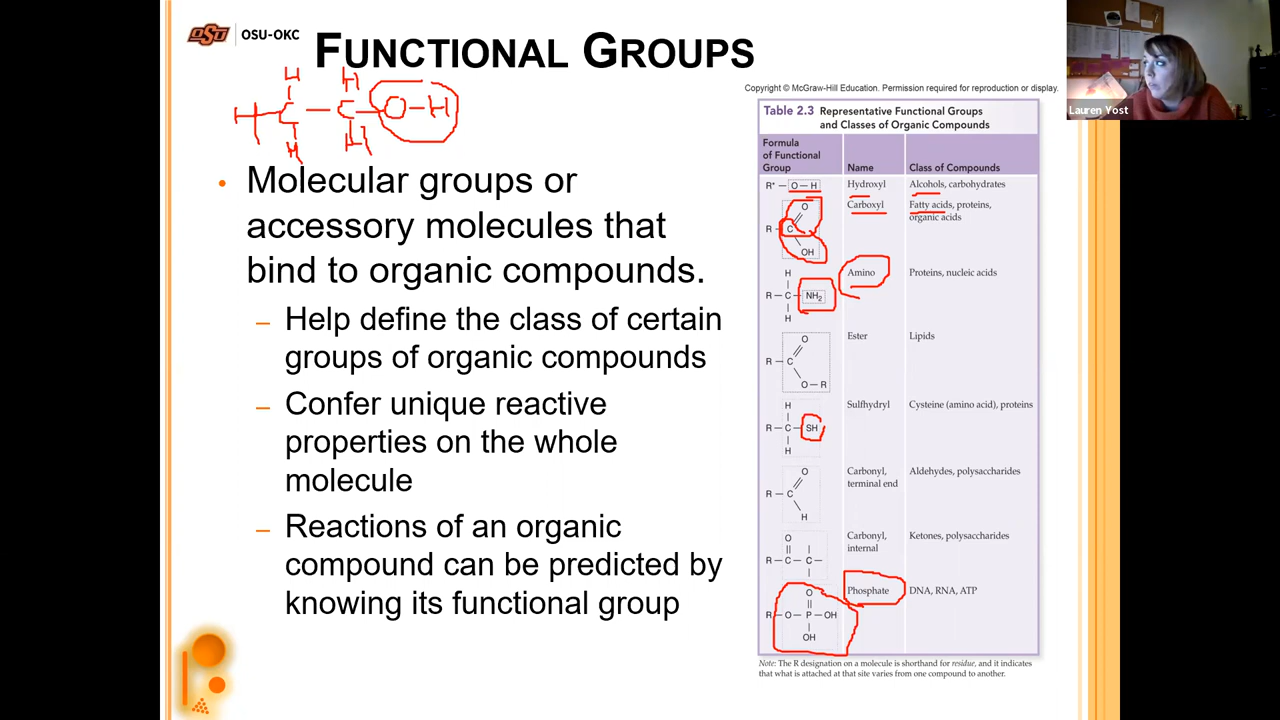 OSU
OSU-OKC
FUNCTIONAL GROUPS
H H
H-C-C-O-H
H H
• Molecular groups or
accessory molecules that
bind to organic compounds.
– Help define the class of certain
groups of organic compounds
– Confer unique reactive
properties on the whole
molecule
– Reactions of an organic
compound can be predicted by
knowing its functional group
Lauren Yost
Copyright © McGraw-Hill Education. Permission required for reproduction or display.
Table 2.3 Representative Functional Groups
and Classes of Organic Compounds
Formula
of Functional
Group
Name
Class of Compounds
R* — O — H
Hydroxyl
Alcohols, carbohydrates
O
R — C
OH
Carboxyl
Fatty acids, proteins,
organic acids
H
R — C — NH₂
H
Amino
Proteins, nucleic acids
O
R — C
O — R
Ester
Lipids
H
R — C — SH
H
Sulfhydryl
Cysteine (amino acid), proteins
O
R — C
H
Carbonyl,
terminal end
Aldehydes, polysaccharides
O
R — C — C —
Carbonyl,
internal
Ketones, polysaccharides
O
R — O — P — OH
OH
Phosphate
DNA, RNA, ATP
Note: The R designation on a molecule is shorthand for residue, and it indicates
that what is attached at that site varies from one compound to another.